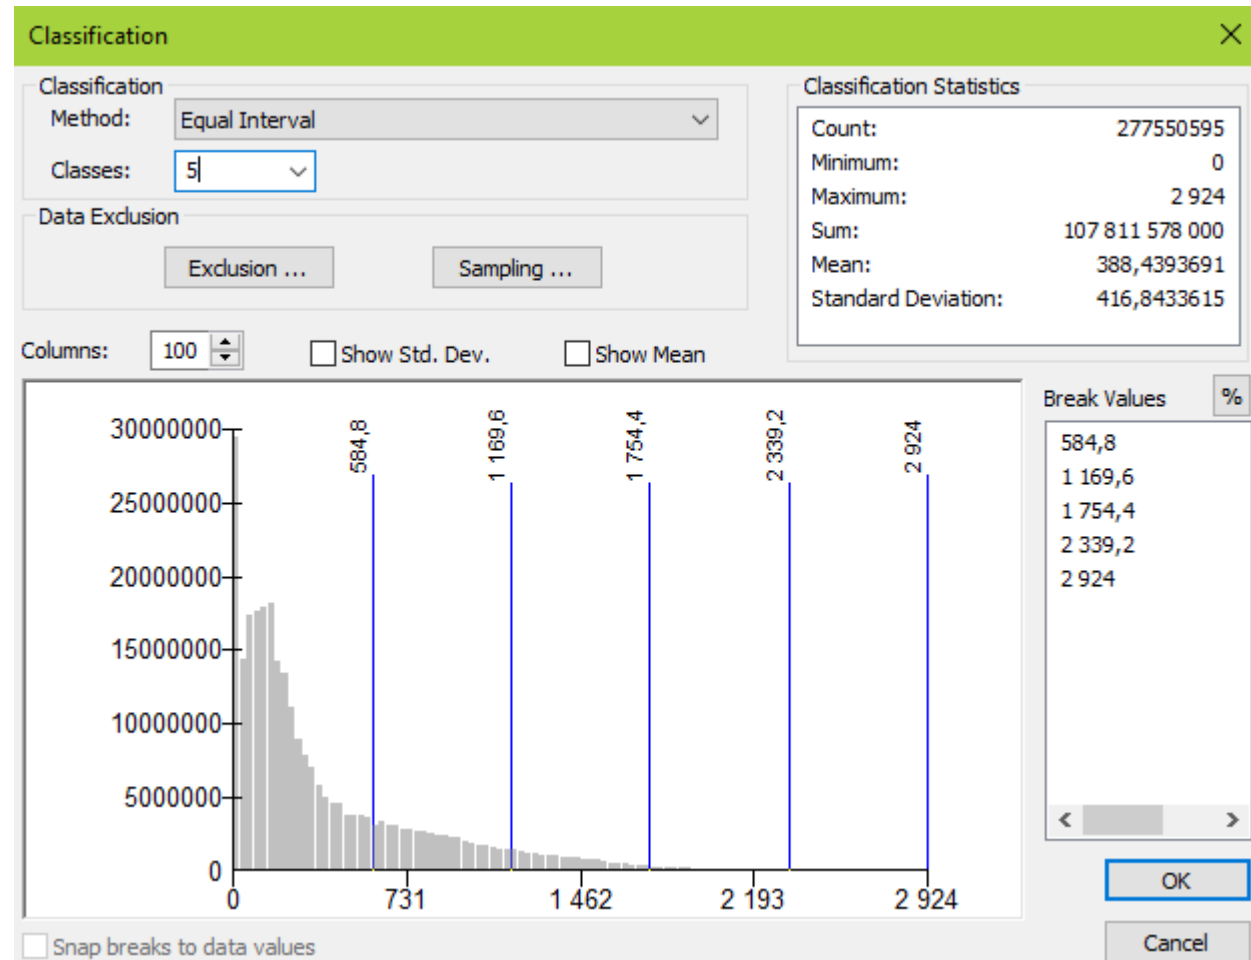 Classification
Classification
Method: Equal Interval
Classes: 5
Data Exclusion
Exclusion ...
Sampling ...
Classification Statistics
Count: 277550595
Minimum: 0
Maximum: 2 924
Sum: 107 811 578 000
Mean: 388,4393691
Standard Deviation: 416,8433615
Columns: 100 Show Std. Dev. Show Mean
Break Values %
584,8
1 169,6
1 754,4
2 339,2
2 924
30000000
25000000
20000000
15000000
10000000
5000000
0
584,8
1 169,6
1 754,4
2 339,2
2 924
0 731 1 462 2 193 2 924
OK
Cancel
Snap breaks to data values